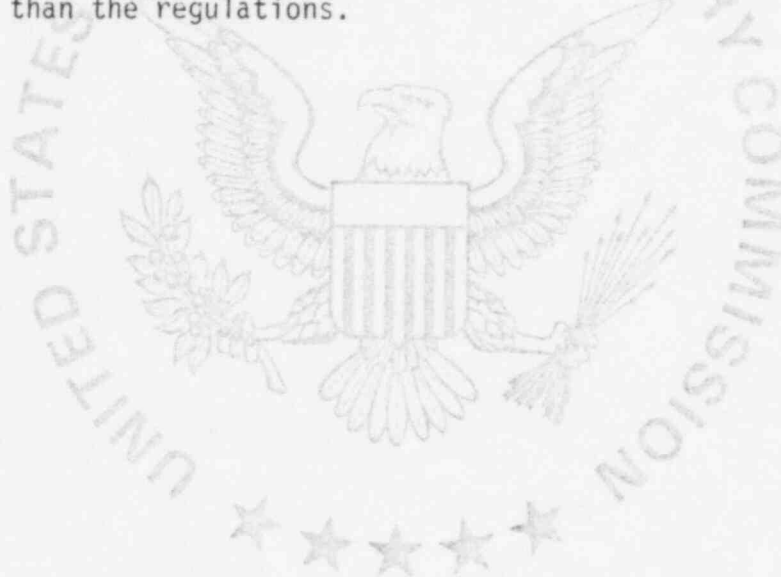 than the regulations.
UNITED STATES
Y COMMISSION